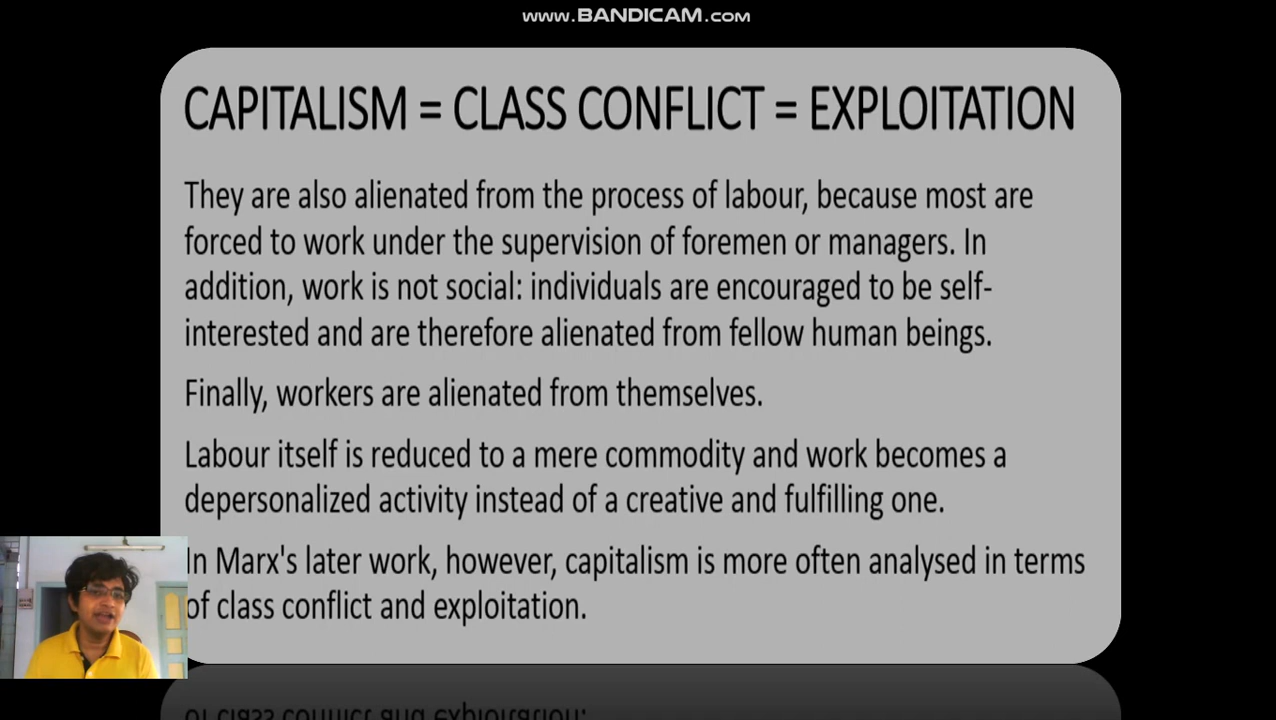 www.BANDICAM.com
CAPITALISM = CLASS CONFLICT = EXPLOITATION
They are also alienated from the process of labour, because most are
forced to work under the supervision of foremen or managers. In
addition, work is not social: individuals are encouraged to be self-
interested and are therefore alienated from fellow human beings.
Finally, workers are alienated from themselves.
Labour itself is reduced to a mere commodity and work becomes a
depersonalized activity instead of a creative and fulfilling one.
In Marx's later work, however, capitalism is more often analysed in terms
of class conflict and exploitation.